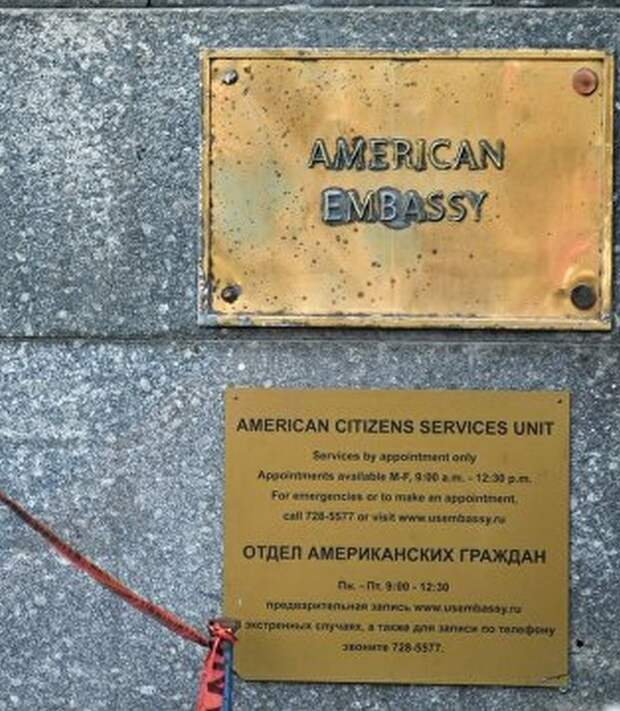 AMERICAN
EMBASSY
AMERICAN CITIZENS SERVICES UNIT
Services by appointment only
Appointments available M-F, 9:00 a.m. - 12:30 p.m.
For emergencies or to make an appointment,
call 728-5577 or visit www.usembassy.ru
ОТДЕЛ АМЕРИКАНСКИХ ГРАЖДАН
Пн. - Пт. 9:00 - 12:30
предварительная запись www.usembassy.ru
экстренных случаях, а также для записи по телефону
звоните 728-5577.